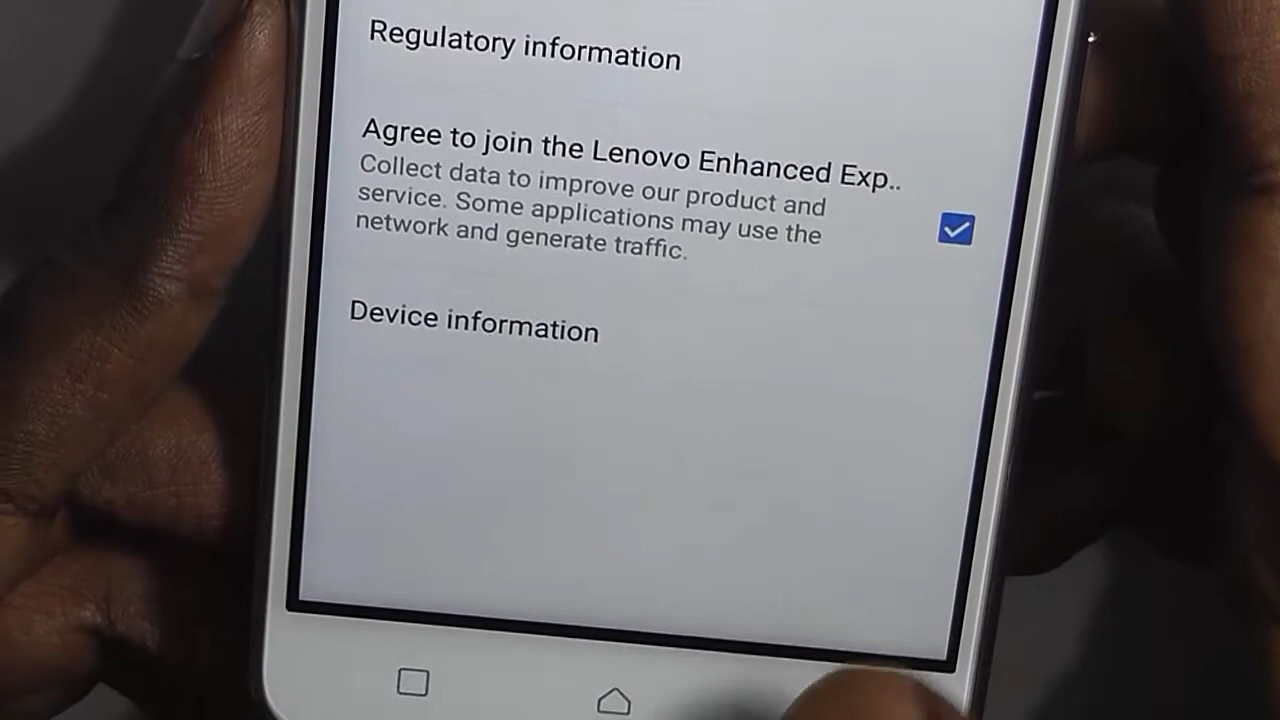 Regulatory information
Agree to join the Lenovo Enhanced Exp..
Collect data to improve our product and
service. Some applications may use the
network and generate traffic.
Device information